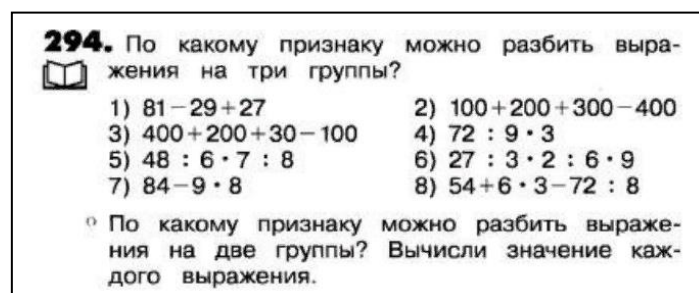 294. По какому признаку можно разбить выра-
жения на три группы?
1) 81−29+27 2) 100+200+300−400
3) 400+200+30−100 4) 72 : 9 · 3
5) 48 : 6 · 7 : 8 6) 27 : 3 · 2 : 6 · 9
7) 84−9 · 8 8) 54+6 · 3−72 : 8
По какому признаку можно разбить выраже-
ния на две группы? Вычисли значение каж-
дого выражения.